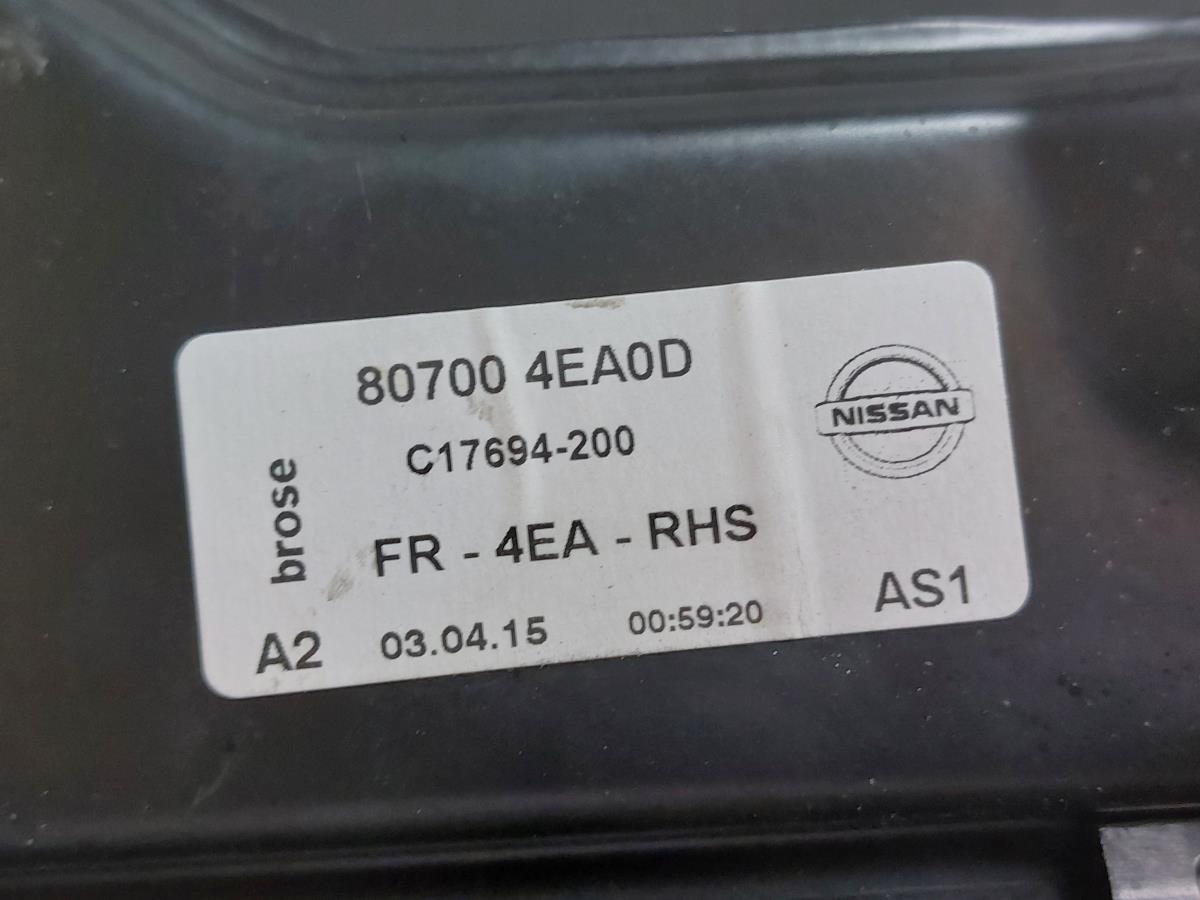 80700 4EA0D
NISSAN
C17694-200
brose
FR - 4EA - RHS
A2 03.04.15 00:59:20 AS1